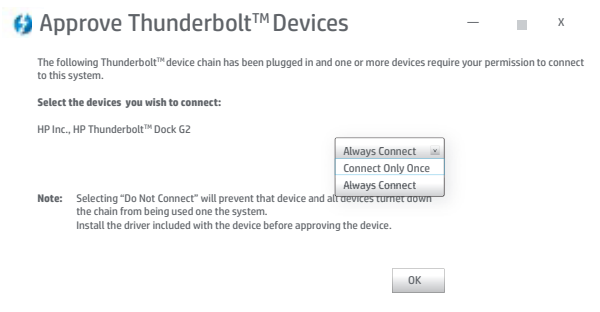 Approve Thunderbolt™ Devices
X
The following Thunderbolt™ device chain has been plugged in and one or more devices require your permission to connect
to this system.
Select the devices you wish to connect:
HP Inc., HP Thunderbolt™ Dock G2
Always Connect
Connect Only Once
Always Connect
Note: Selecting “Do Not Connect” will prevent that device and all devices turnet down
the chain from being used one the system.
Install the driver included with the device before approving the device.
OK